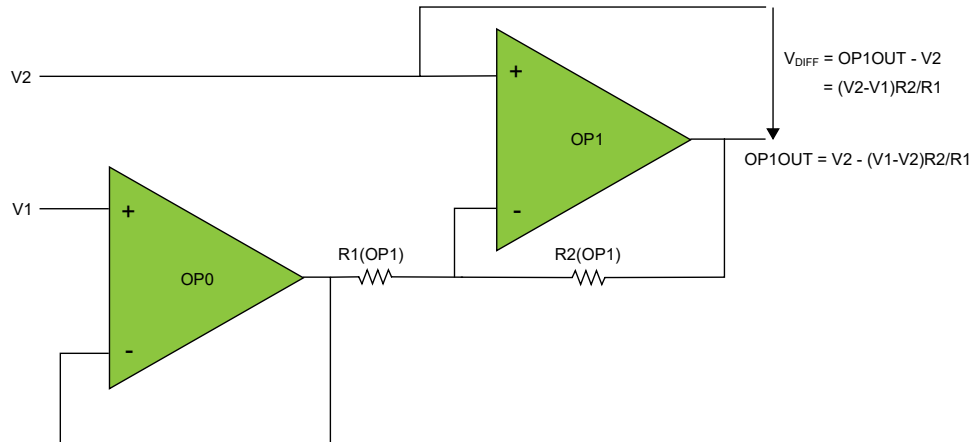 V2
+
OP1
-
V_DIFF = OP1OUT - V2
= (V2-V1)R2/R1
OP1OUT = V2 - (V1-V2)R2/R1
V1
+
OP0
-
R1(OP1)
R2(OP1)